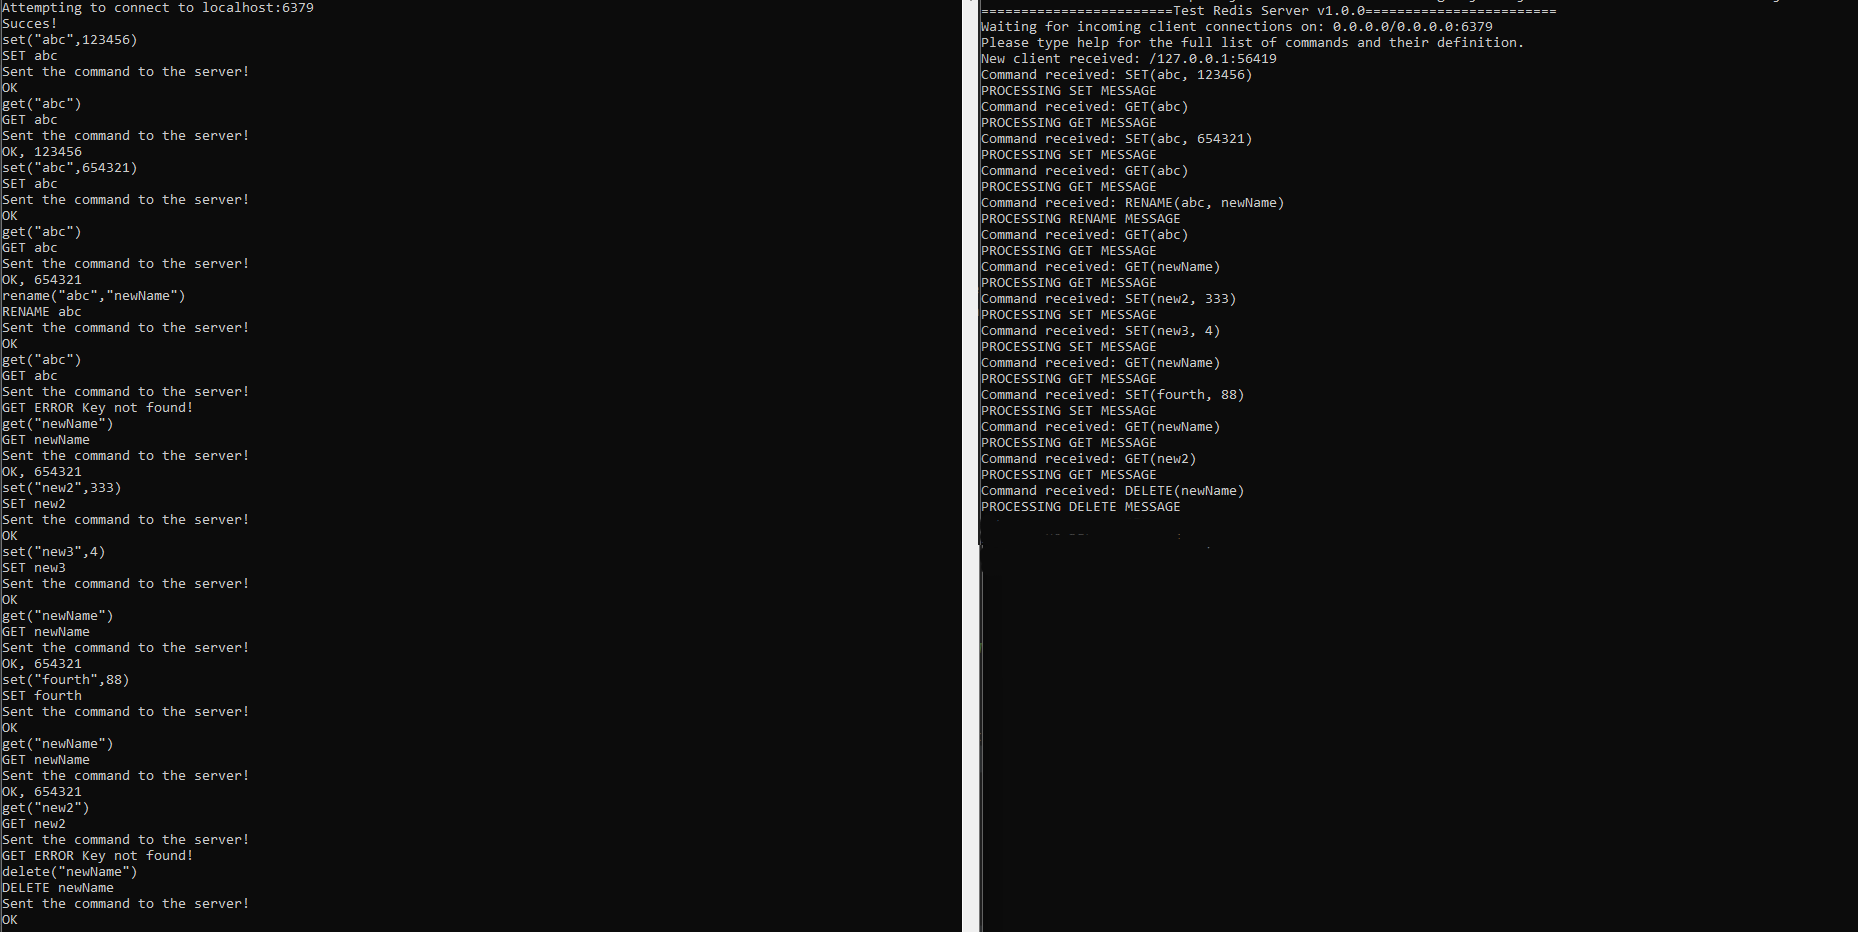 Attempting to connect to localhost:6379
Succes!
set("abc",123456)
SET abc
Sent the command to the server!
OK
get("abc")
GET abc
Sent the command to the server!
OK, 123456
set("abc",654321)
SET abc
Sent the command to the server!
OK
get("abc")
GET abc
Sent the command to the server!
OK, 654321
rename("abc","newName")
RENAME abc
Sent the command to the server!
OK
get("abc")
GET abc
Sent the command to the server!
GET ERROR Key not found!
get("newName")
GET newName
Sent the command to the server!
OK, 654321
set("new2",333)
SET new2
Sent the command to the server!
OK
set("new3",4)
SET new3
Sent the command to the server!
OK
get("newName")
GET newName
Sent the command to the server!
OK, 654321
set("fourth",88)
SET fourth
Sent the command to the server!
OK
get("newName")
GET newName
Sent the command to the server!
OK, 654321
get("new2")
GET new2
Sent the command to the server!
GET ERROR Key not found!
delete("newName")
DELETE newName
Sent the command to the server!
OK
========================Test Redis Server v1.0.0========================
Waiting for incoming client connections on: 0.0.0.0/0.0.0.0:6379
Please type help for the full list of commands and their definition.
New client received: /127.0.0.1:56419
Command received: SET(abc, 123456)
PROCESSING SET MESSAGE
Command received: GET(abc)
PROCESSING GET MESSAGE
Command received: SET(abc, 654321)
PROCESSING SET MESSAGE
Command received: GET(abc)
PROCESSING GET MESSAGE
Command received: RENAME(abc, newName)
PROCESSING RENAME MESSAGE
Command received: GET(abc)
PROCESSING GET MESSAGE
Command received: GET(newName)
PROCESSING GET MESSAGE
Command received: SET(new2, 333)
PROCESSING SET MESSAGE
Command received: SET(new3, 4)
PROCESSING SET MESSAGE
Command received: GET(newName)
PROCESSING GET MESSAGE
Command received: SET(fourth, 88)
PROCESSING SET MESSAGE
Command received: GET(newName)
PROCESSING GET MESSAGE
Command received: GET(new2)
PROCESSING GET MESSAGE
Command received: DELETE(newName)
PROCESSING DELETE MESSAGE